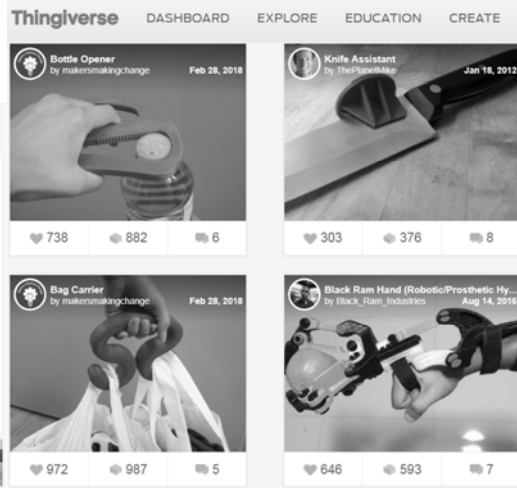 Thingiverse DASHBOARD EXPLORE EDUCATION CREATE
Bottle Opener
by makersmakingchange Feb 28, 2018
738 882 6
Knife Assistant
by ThePlanetMike Jan 18, 2012
303 376 8
Bag Carrier
by makersmakingchange Feb 28, 2018
972 987 5
Black Ram Hand (Robotic/Prosthetic Hy...
by Black_Ram_Industries Aug 14, 2016
646 593 7